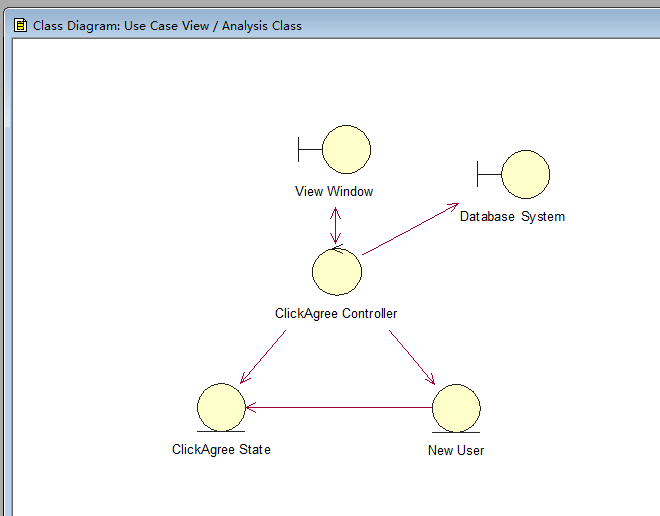 Class Diagram: Use Case View / Analysis Class
View Window
Database System
ClickAgree Controller
ClickAgree State
New User